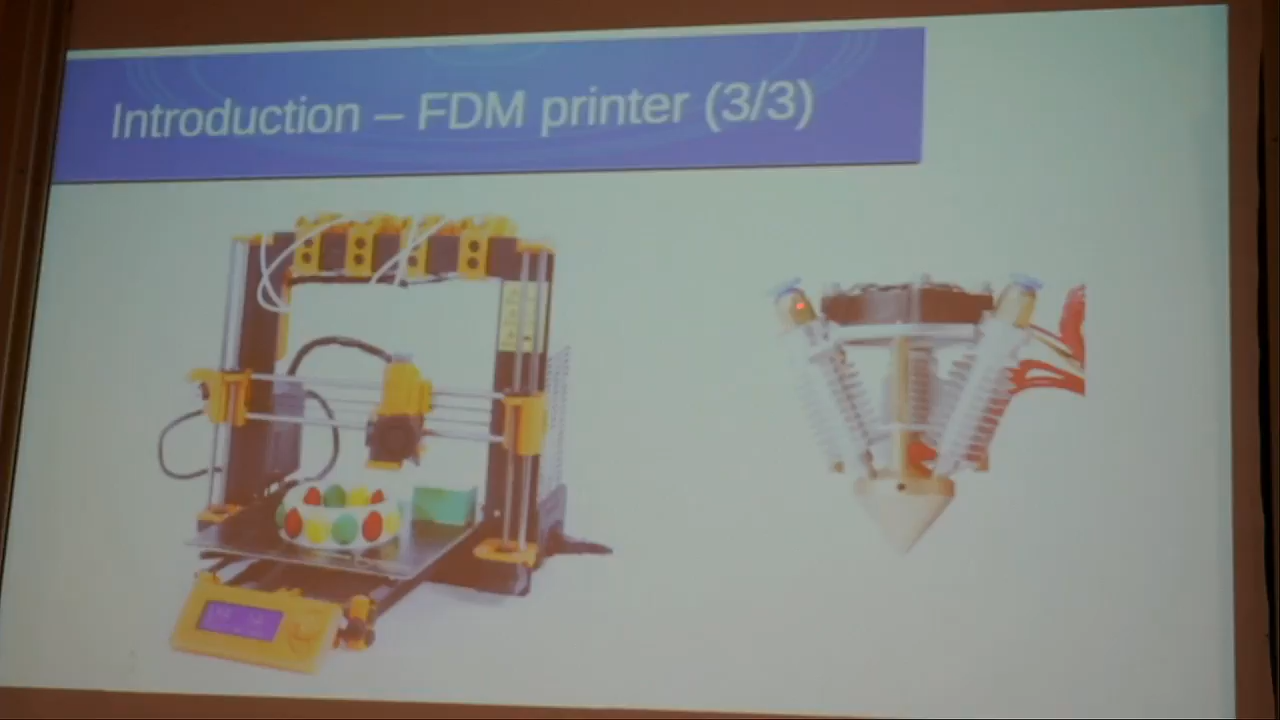 Introduction – FDM printer (3/3)